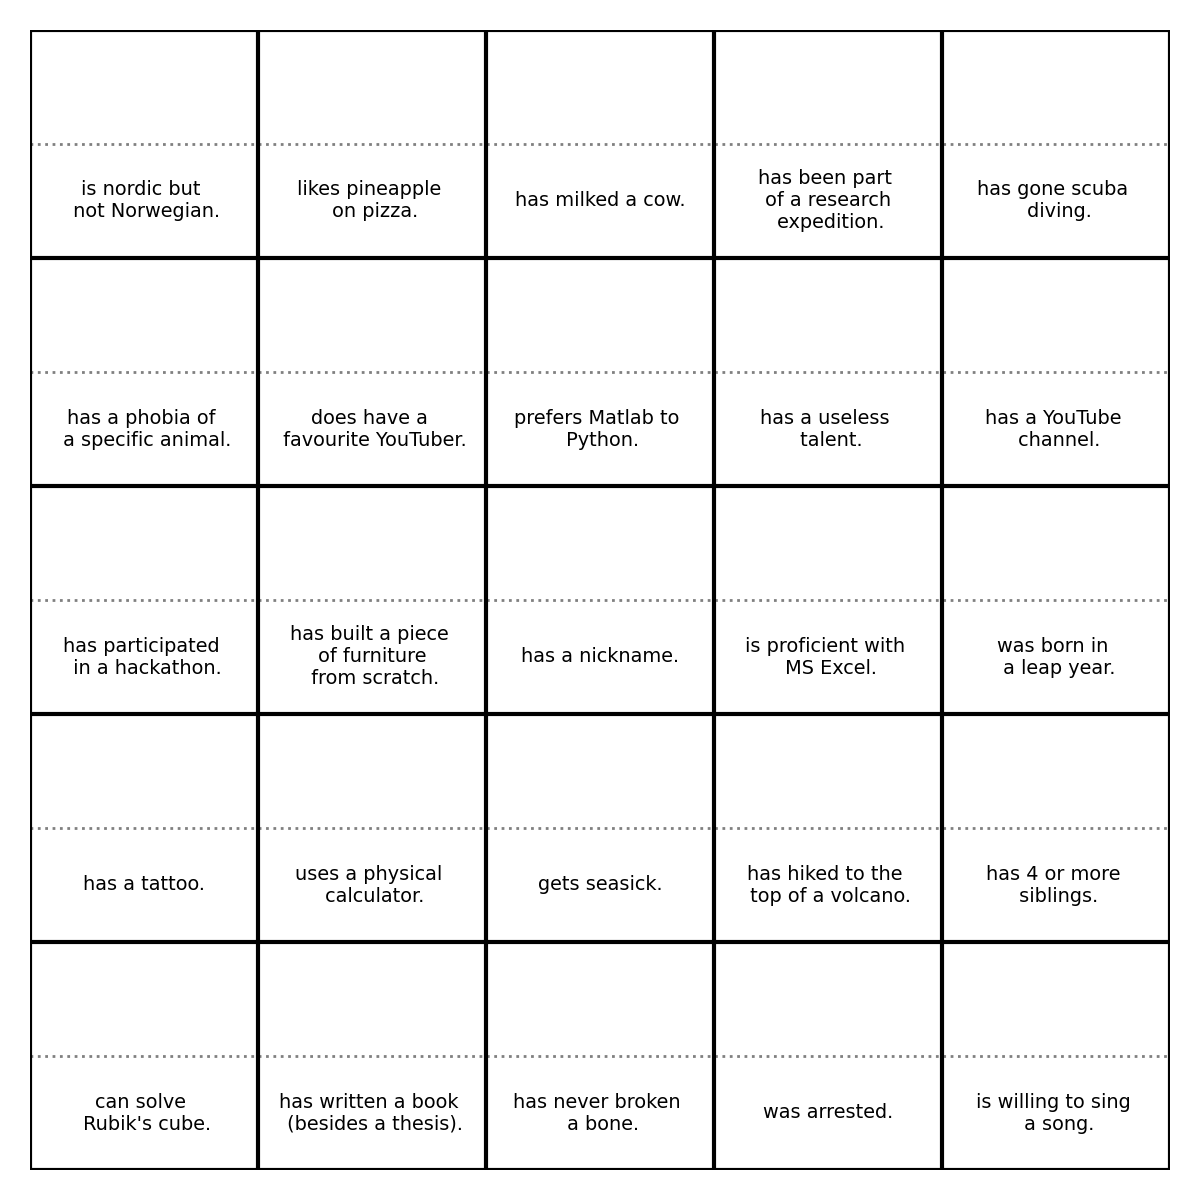 is nordic but
not Norwegian.
likes pineapple
on pizza.
has milked a cow.
has been part
of a research
expedition.
has gone scuba
diving.
has a phobia of
a specific animal.
does have a
favourite YouTuber.
prefers Matlab to
Python.
has a useless
talent.
has a YouTube
channel.
has participated
in a hackathon.
has built a piece
of furniture
from scratch.
has a nickname.
is proficient with
MS Excel.
was born in
a leap year.
has a tattoo.
uses a physical
calculator.
gets seasick.
has hiked to the
top of a volcano.
has 4 or more
siblings.
can solve
Rubik's cube.
has written a book
(besides a thesis).
has never broken
a bone.
was arrested.
is willing to sing
a song.